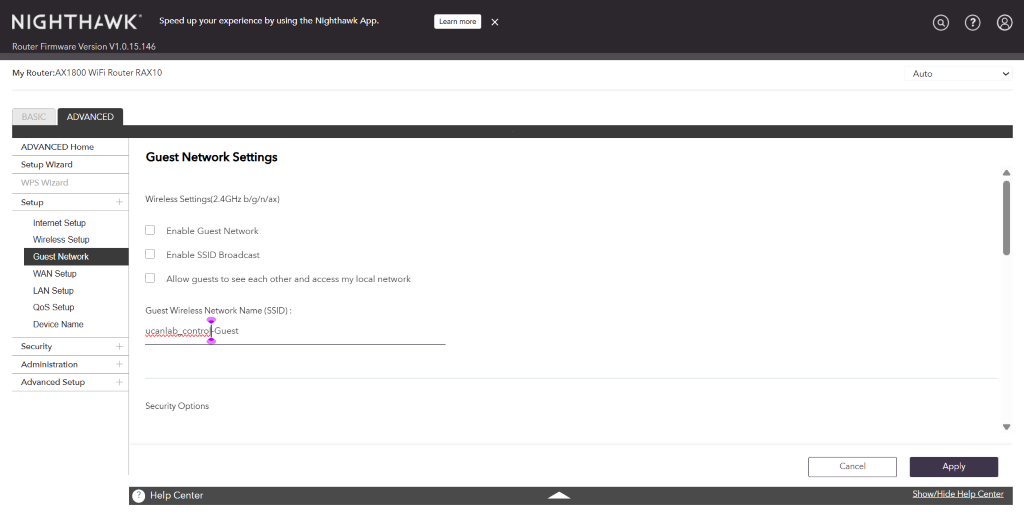 NIGHTHAWK
Speed up your experience by using the Nighthawk App.
Learn more
Router Firmware Version V1.0.15.146
My Router:AX1800 WiFi Router RAX10
Auto
BASIC
ADVANCED
ADVANCED Home
Setup Wizard
WPS Wizard
Setup
Internet Setup
Wireless Setup
Guest Network
WAN Setup
LAN Setup
QoS Setup
Device Name
Security
Administration
Advanced Setup
Guest Network Settings
Wireless Settings(2.4GHz b/g/n/ax)
Enable Guest Network
Enable SSID Broadcast
Allow guests to see each other and access my local network
Guest Wireless Network Name (SSID) :
ucanlab_control-Guest
Security Options
Cancel
Apply
? Help Center
Show/Hide Help Center